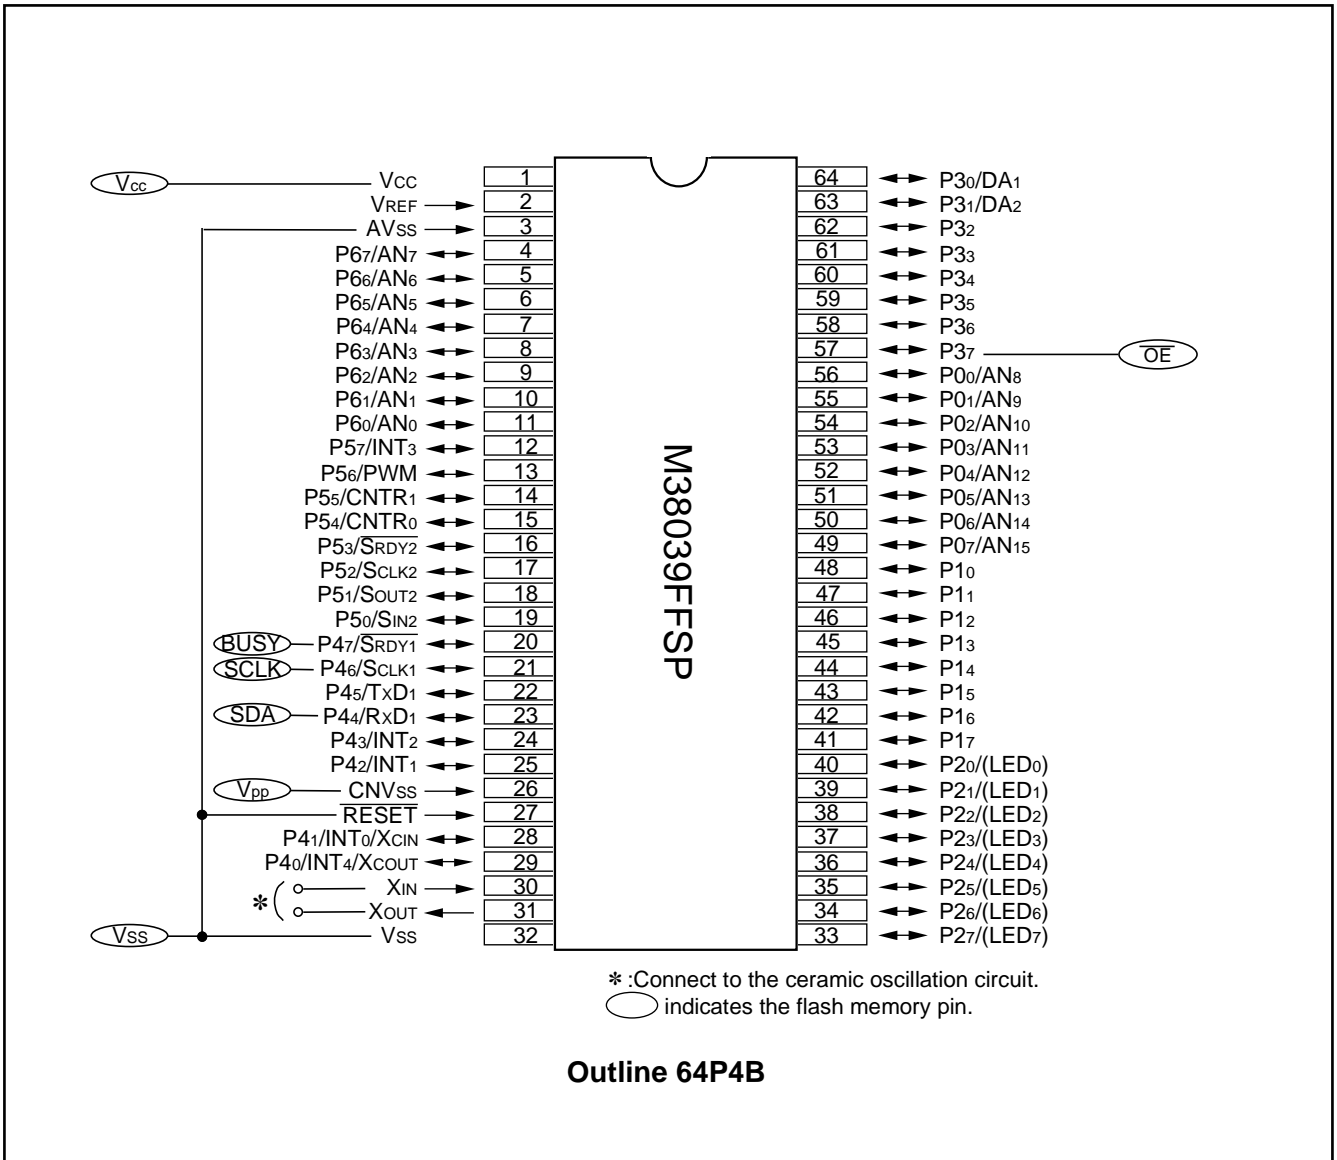 Vcc VCC 1 64 P30/DA1
VREF 2 63 P31/DA2
AVSS 3 62 P32
P67/AN7 4 61 P33
P66/AN6 5 60 P34
P65/AN5 6 59 P35
P64/AN4 7 58 P36
P63/AN3 8 57 P37 OE
P62/AN2 9 56 P00/AN8
P61/AN1 10 55 P01/AN9
P60/AN0 11 54 P02/AN10
P57/INT3 12 53 P03/AN11
P56/PWM 13 52 P04/AN12
P55/CNTR1 14 51 P05/AN13
P54/CNTR0 15 50 P06/AN14
P53/SRDY2 16 49 P07/AN15
P52/SCLK2 17 48 P10
P51/SOUT2 18 47 P11
P50/SIN2 19 46 P12
BUSY P47/SRDY1 20 45 P13
SCLK P46/SCLK1 21 44 P14
P45/TXD1 22 43 P15
SDA P44/RXD1 23 42 P16
P43/INT2 24 41 P17
P42/INT1 25 40 P20/(LED0)
Vpp CNVSS 26 39 P21/(LED1)
RESET 27 38 P22/(LED2)
P41/INT0/XCIN 28 37 P23/(LED3)
P40/INT4/XCOUT 29 36 P24/(LED4)
* XIN 30 35 P25/(LED5)
XOUT 31 34 P26/(LED6)
VSS VSS 32 33 P27/(LED7)
M38039FFSP
* :Connect to the ceramic oscillation circuit.
indicates the flash memory pin.
Outline 64P4B